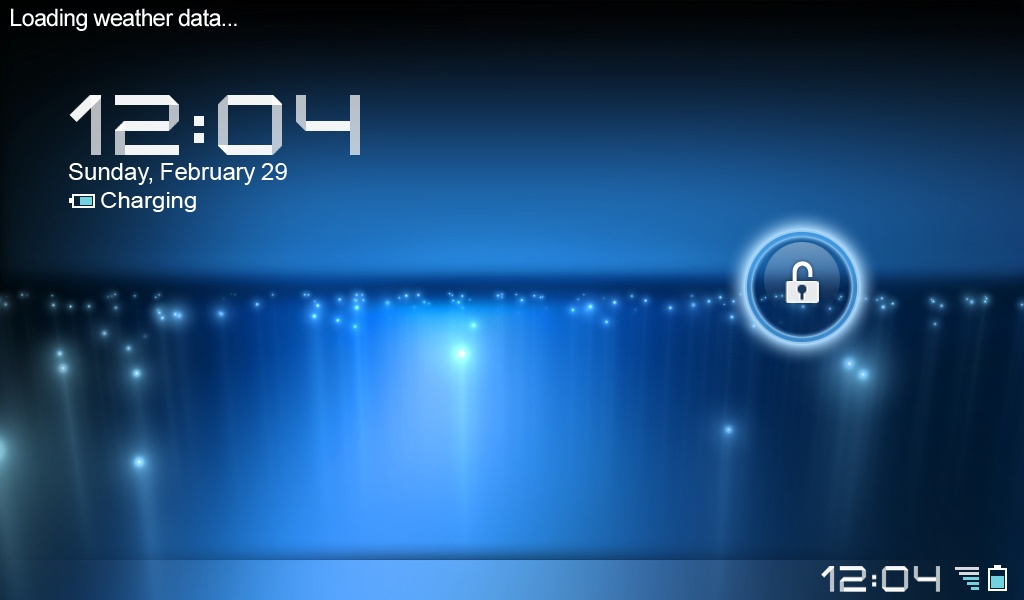 Loading weather data...
12:04
Sunday, February 29
Charging
12:04